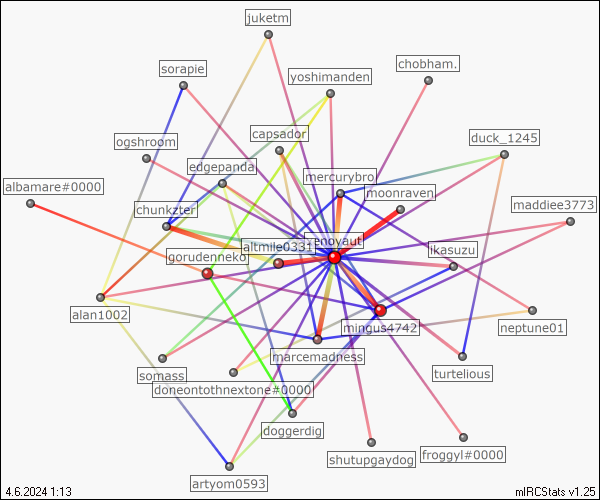 juketm
sorapie
yoshimanden
chobham.
ogshroom
capsador
duck_1245
edgepanda
mercurybro
albamare#0000
moonraven
chunkzter
maddiee3773
altmile0331
renoyaut
ikasuzu
gorudenneko
alan1002
mingus4742
neptune01
marcemadness
somass
turtelious
doneontothnextone#0000
doggerdig
shutupgaydog
froggyl#0000
artyom0593
4.6.2024 1:13
mIRCStats v1.25